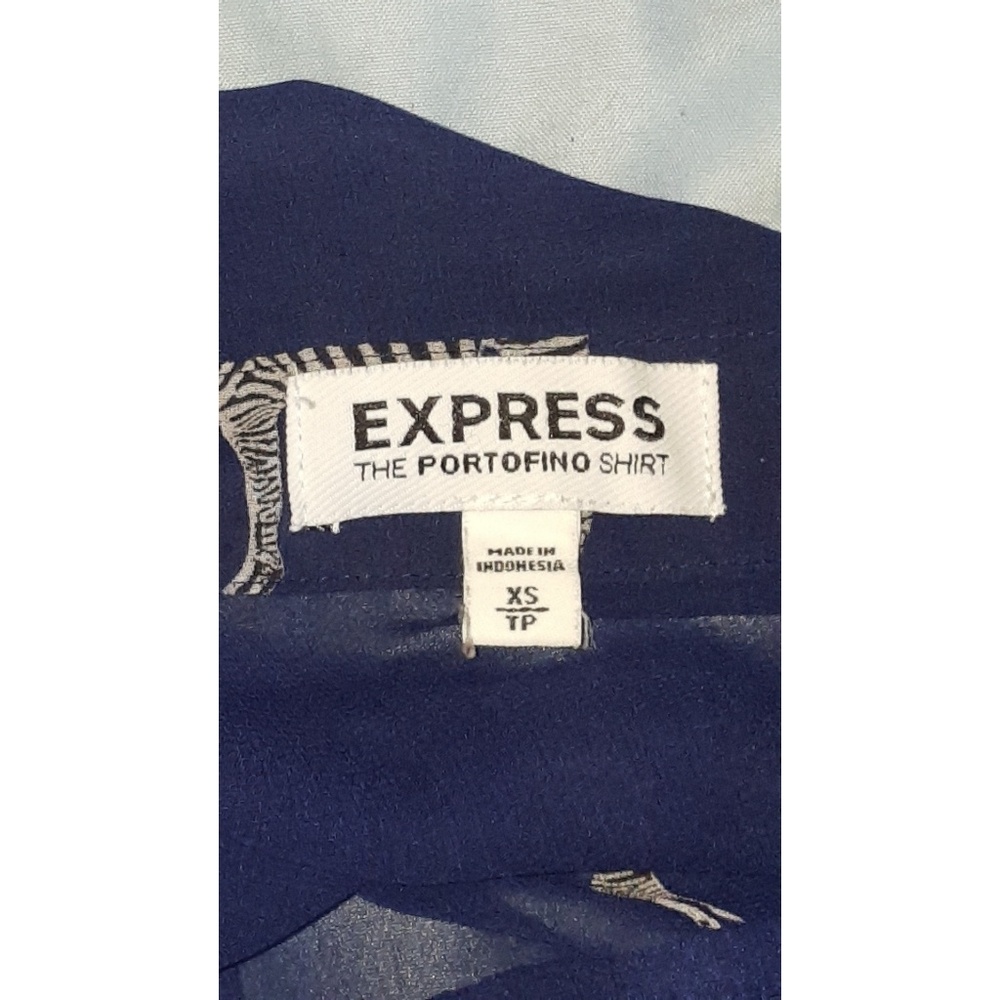 EXPRESS
THE PORTOFINO SHIRT
MADE IN
INDONESIA
XS
TP